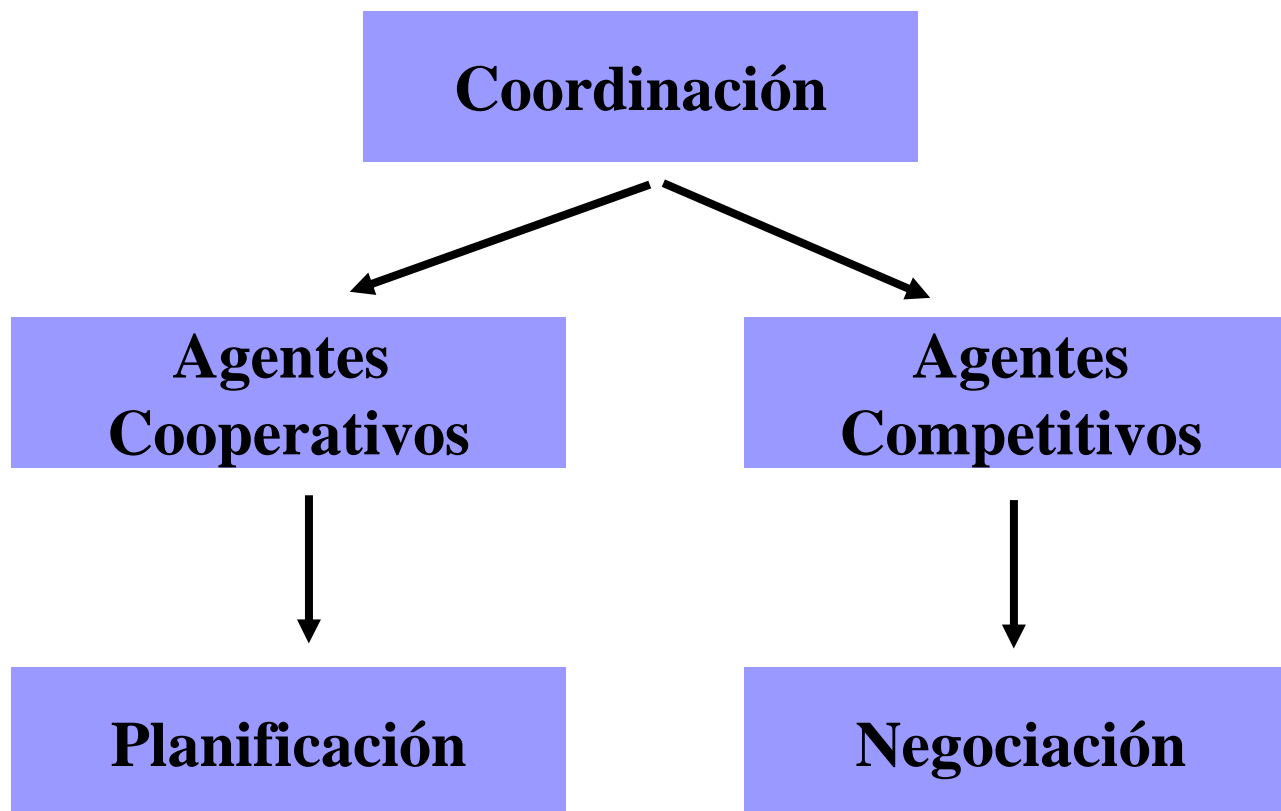 Coordinación
Agentes
Cooperativos
Agentes
Competitivos
Planificación
Negociación